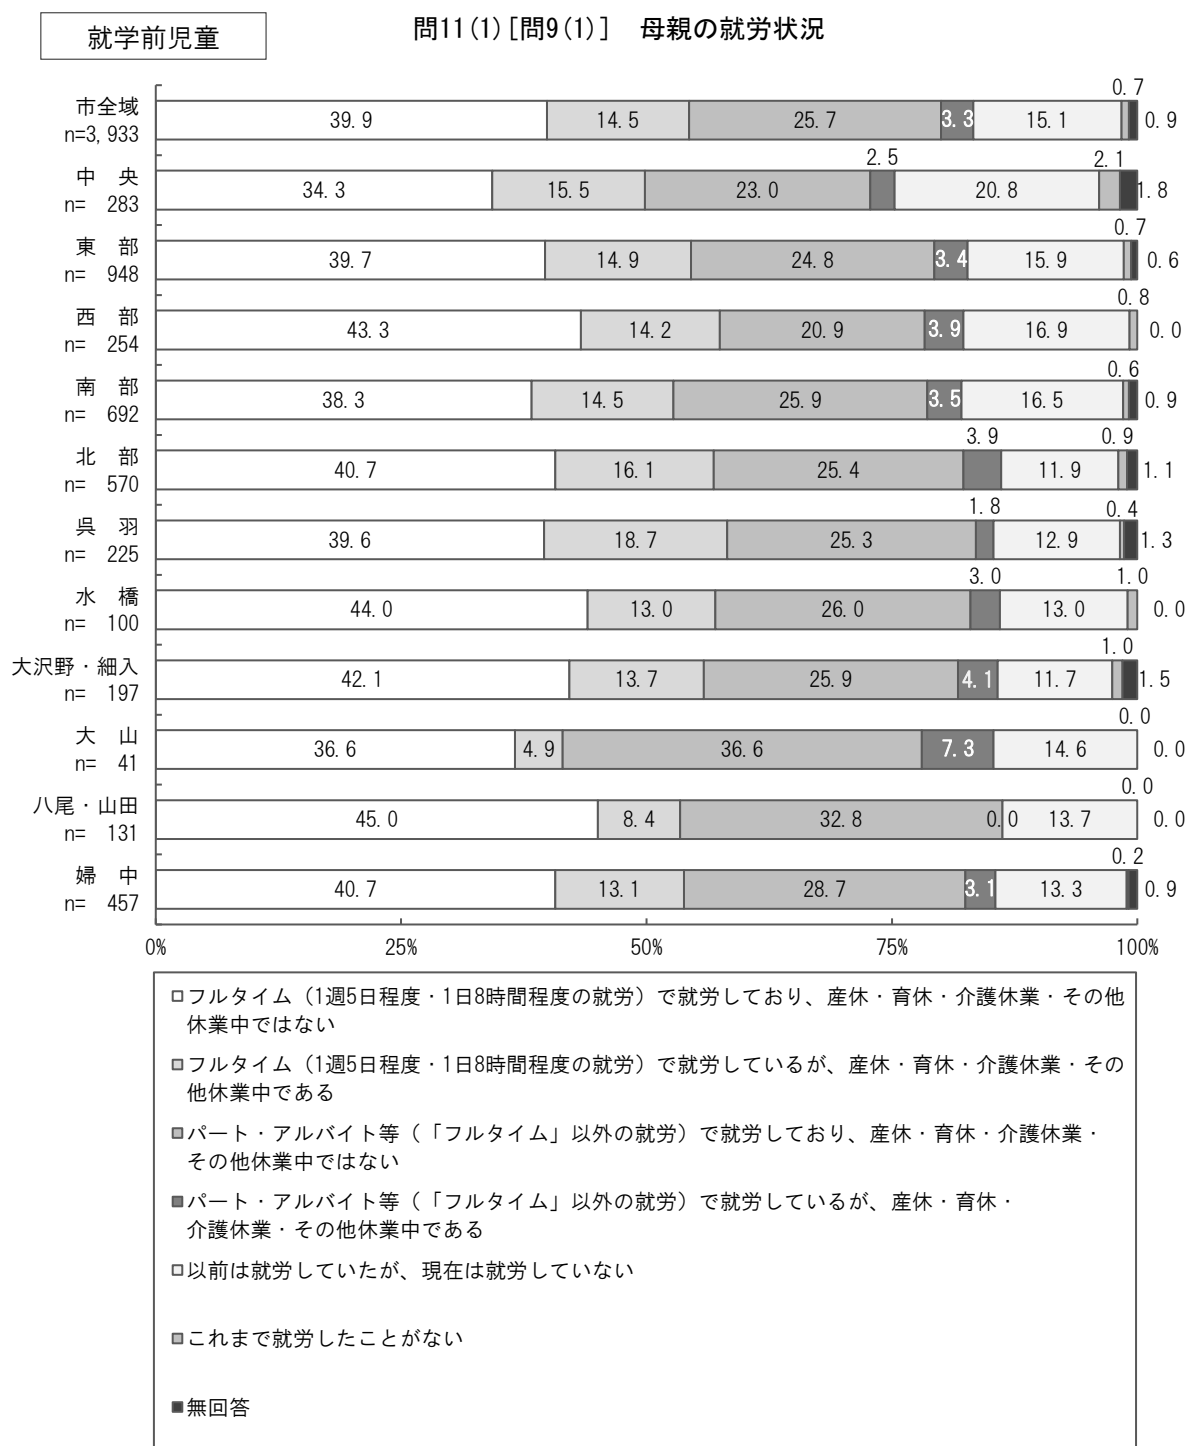 就学前児童
問11(1)[問9(1)]　母親の就労状況
0.7
市全域
n=3,933
39.9 14.5 25.7 3.3 15.1 0.9
2.5 2.1
中　央
n=　283
34.3 15.5 23.0 20.8 1.8
0.7
東　部
n=　948
39.7 14.9 24.8 3.4 15.9 0.6
0.8
西　部
n=　254
43.3 14.2 20.9 3.9 16.9 0.0
0.6
南　部
n=　692
38.3 14.5 25.9 3.5 16.5 0.9
3.9 0.9
北　部
n=　570
40.7 16.1 25.4 11.9 1.1
1.8 0.4
呉　羽
n=　225
39.6 18.7 25.3 12.9 1.3
3.0 1.0
水　橋
n=　100
44.0 13.0 26.0 13.0 0.0
1.0
大沢野・細入
n=　197
42.1 13.7 25.9 4.1 11.7 1.5
0.0
大　山
n=　41
36.6 4.9 36.6 7.3 14.6 0.0
0.0
八尾・山田
n=　131
45.0 8.4 32.8 0.0 13.7 0.0
0.2
婦　中
n=　457
40.7 13.1 28.7 3.1 13.3 0.9
0% 25% 50% 75% 100%
フルタイム（1週5日程度・1日8時間程度の就労）で就労しており、産休・育休・介護休業・その他
休業中ではない
フルタイム（1週5日程度・1日8時間程度の就労）で就労しているが、産休・育休・介護休業・その
他休業中である
パート・アルバイト等（「フルタイム」以外の就労）で就労しており、産休・育休・介護休業・
その他休業中ではない
パート・アルバイト等（「フルタイム」以外の就労）で就労しているが、産休・育休・
介護休業・その他休業中である
以前は就労していたが、現在は就労していない
これまで就労したことがない
無回答